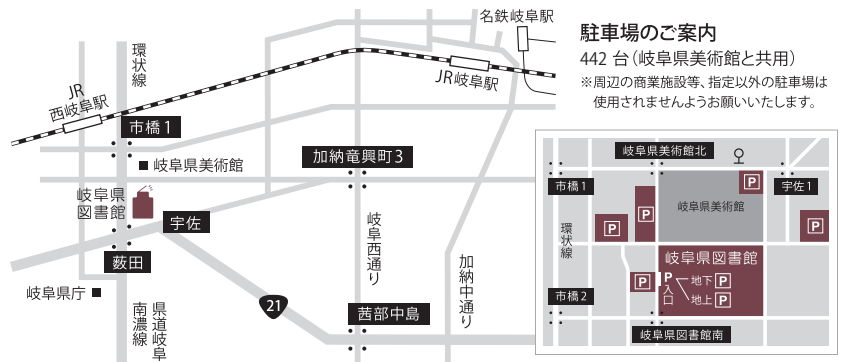 名鉄岐阜駅
環状線
JR
西岐阜駅
JR岐阜駅
市橋1
岐阜県美術館
加納竜興町3
岐阜県
図書館
宇佐
薮田
岐阜西通り
加納中通り
岐阜県庁
県道岐阜
南濃線
21
茜部中島
駐車場のご案内
442 台(岐阜県美術館と共用)
※周辺の商業施設等、指定以外の駐車場は
使用されませんようお願いいたします。
岐阜県美術館北
市橋1
P
宇佐1
P
岐阜県美術館
P
P
環状線
岐阜県図書館
P
P
入口
地下 P
地上 P
市橋2
岐阜県図書館南